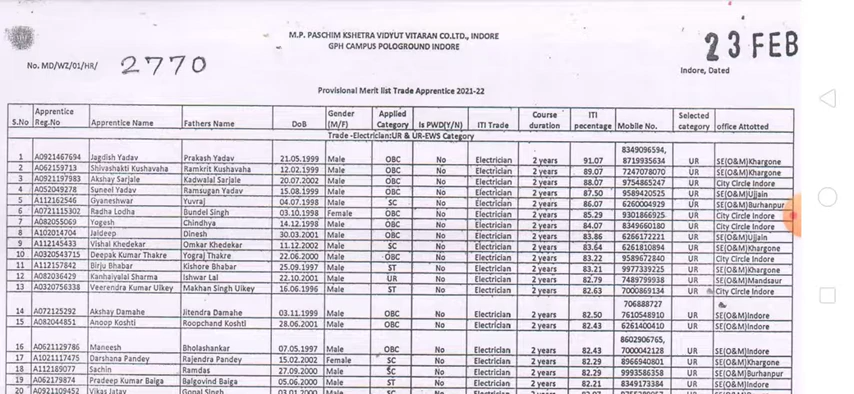 M.P. PASCHIM KSHETRA VIDYUT VITARAN CO.LTD., INDORE
GPH CAMPUS POLOGROUND INDORE
23 FEB
No. MD/WZ/01/HR/ 2770
Indore, Dated
Provisional Merit list Trade Apprentice 2021-22
S.No Apprentice Reg.No Apprentice Name Fathers Name DoB Gender (M/F) Applied Category Is PWD(Y/N) ITI Trade Course duration ITI pecentage Mobile No. Selected category office Attotted
Trade -Electrician:UR & UR-EWS Category
1 A0921467694 Jagdish Yadav Prakash Yadav 21.05.1999 Male OBC No Electrician 2 years 91.07 8349096594, 8719935634 UR SE(O&M)Khargone
2 A062159713 Shivashakti Kushavaha Ramkrit Kushavaha 12.02.1999 Male OBC No Electrician 2 years 89.07 7247078070 UR SE(O&M)Khargone
3 A0921197983 Akshay Sarjale Kadwalal Sarjale 20.07.2002 Male OBC No Electrician 2 years 88.07 9754865247 UR City Circle Indore
4 A052049278 Suneel Yadav Ramsugan Yadav 15.08.1999 Male OBC No Electrician 2 years 87.50 9589420525 UR SE(O&M)Ujjain
5 A112162546 Gyaneshwar Yuvraj 04.07.1998 Male SC No Electrician 2 years 86.07 6260004929 UR SE(O&M)Burhanpur
6 A0721115302 Radha Lodha Bundel Singh 03.10.1998 Female OBC No Electrician 2 years 85.29 9301866925 UR City Circle Indore
7 A082055069 Yogesh Chindhya 14.12.1998 Male OBC No Electrician 2 years 84.07 8349660180 UR City Circle Indore
8 A102014704 Jaldeep Dinesh 30.03.2001 Male OBC No Electrician 2 years 83.86 6266172221 UR SE(O&M)Ujjain
9 A112145433 Vishal Khedekar Omkar Khedekar 11.12.2002 Male SC No Electrician 2 years 83.64 6261810894 UR SE(O&M)Khargone
10 A0320543715 Deepak Kumar Thakre Yograj Thakre 22.06.2000 Male OBC No Electrician 2 years 83.22 9589672840 UR City Circle Indore
11 A112157842 Birju Bhabar Kishore Bhabar 25.09.1997 Male ST No Electrician 2 years 83.21 9977339225 UR SE(O&M)Khargone
12 A082036429 Kanhaiyalal Sharma Ishwar Lal 22.10.2001 Male UR No Electrician 2 years 82.79 7489799938 UR SE(O&M)Mandsaur
13 A0320756338 Veerendra Kumar Uikey Makhan Singh Uikey 16.06.1996 Male ST No Electrician 2 years 82.63 7000869134 UR City Circle Indore
14 A072125292 Akshay Damahe Jitendra Damahe 03.11.1999 Male OBC No Electrician 2 years 82.50 706888727 7610548910 UR SE(O&M)Indore
15 A082044851 Anoop Koshti Roopchand Koshti 28.06.2001 Male OBC No Electrician 2 years 82.43 6261400410 UR SE(O&M)Indore
16 A0621129786 Maneesh Bholashankar 07.05.1997 Male OBC No Electrician 2 years 82.43 8602906765, 7000042128 UR SE(O&M)Indore
17 A1021117475 Darshana Pandey Rajendra Pandey 15.02.2002 Female SC No Electrician 2 years 82.29 8966940801 UR SE(O&M)Khargone
18 A112189077 Sachin Ramdas 27.09.2000 Male SC No Electrician 2 years 82.29 9993586358 UR SE(O&M)Burhanpur
19 A062179874 Pradeep Kumar Baiga Balgovind Baiga 05.06.2000 Male ST No Electrician 2 years 82.21 8349173384 UR SE(O&M)Indore
20 A0921109452 Vikas Jatav Gopal Singh